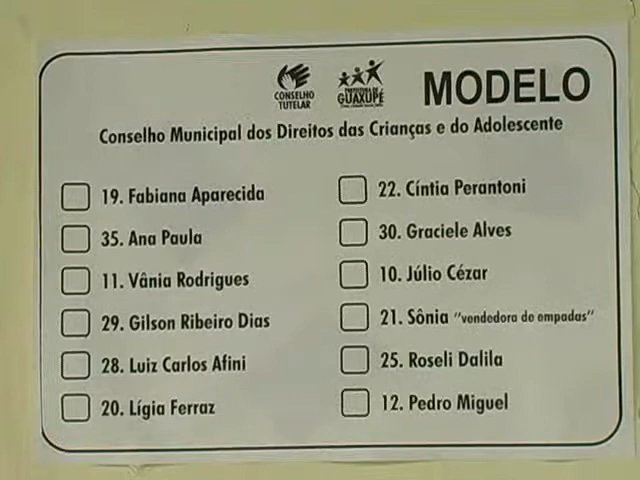 CONSELHO
TUTELAR
PREFEITURA DE
GUAXUPÉ
MODELO
Conselho Municipal dos Direitos das Crianças e do Adolescente
19. Fabiana Aparecida
35. Ana Paula
11. Vânia Rodrigues
29. Gilson Ribeiro Dias
28. Luiz Carlos Afini
20. Lígia Ferraz
22. Cíntia Perantoni
30. Graciele Alves
10. Júlio Cézar
21. Sônia "vendedora de empadas"
25. Roseli Dalila
12. Pedro Miguel